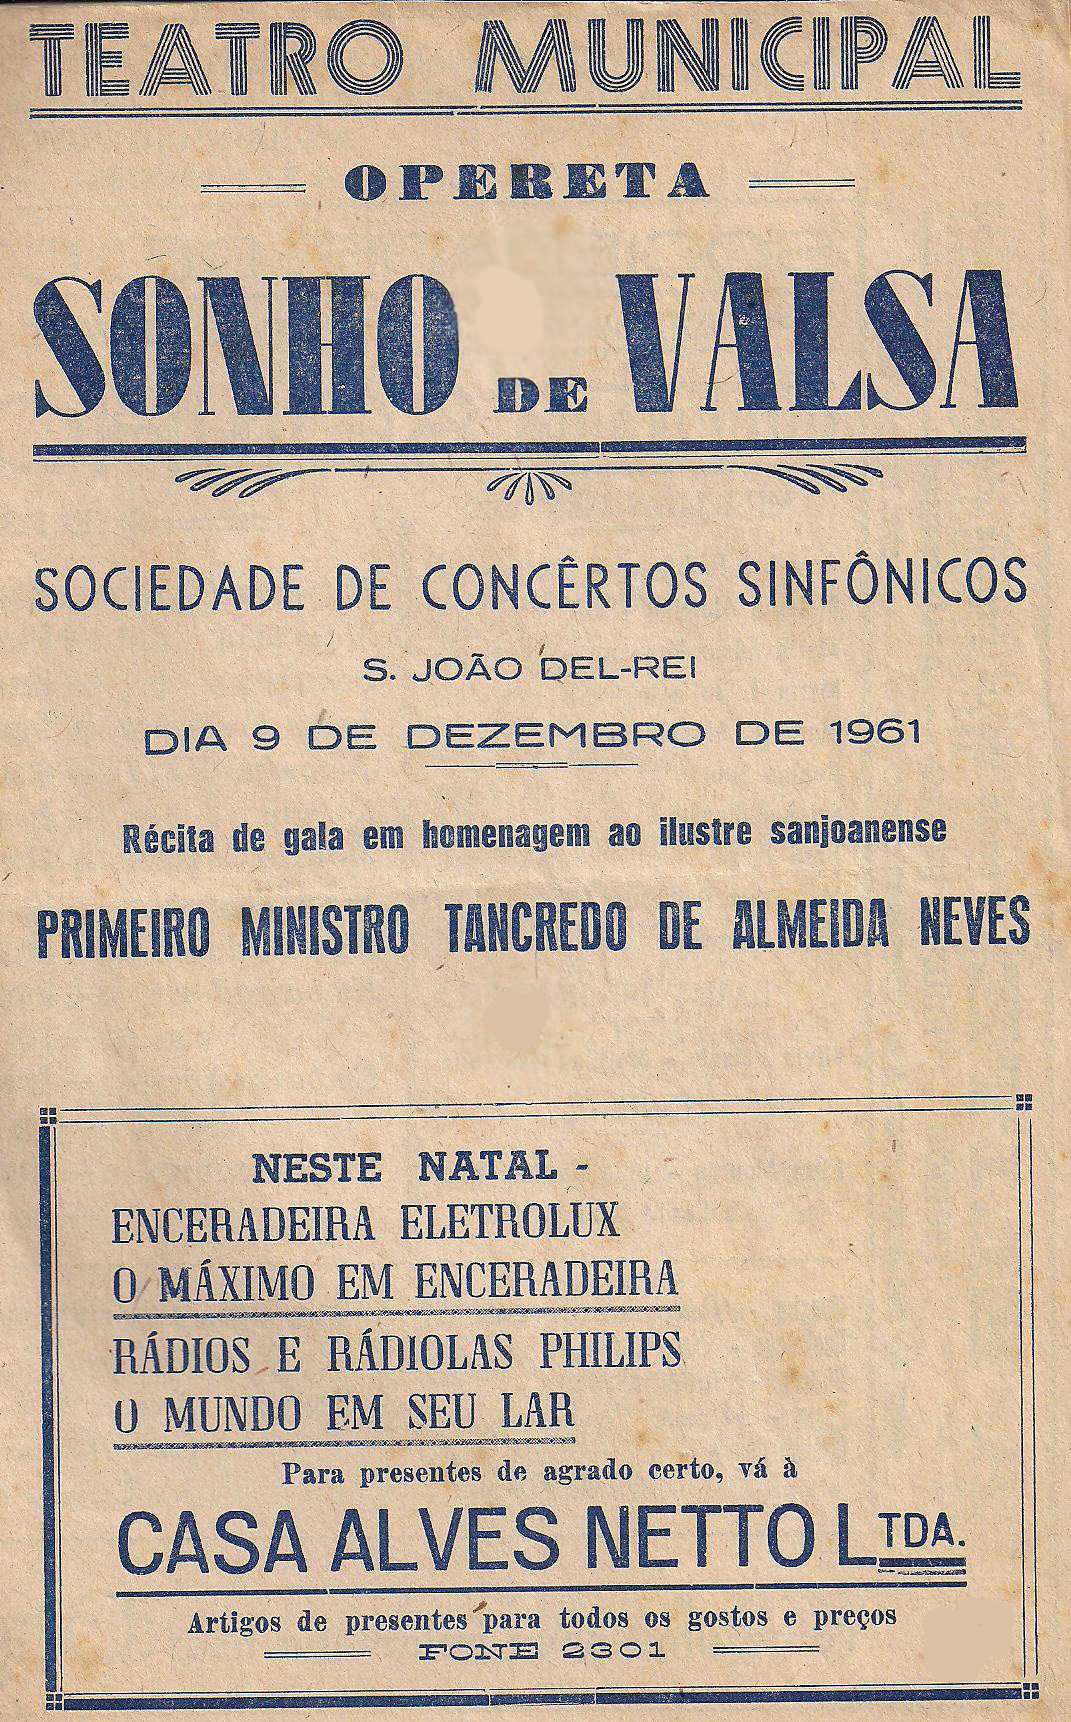 TEATRO MUNICIPAL
OPERETA
SONHO DE VALSA
SOCIEDADE DE CONCÊRTOS SINFÔNICOS
S. JOÃO DEL-REI
DIA 9 DE DEZEMBRO DE 1961
Récita de gala em homenagem ao ilustre sanjoanense
PRIMEIRO MINISTRO TANCREDO DE ALMEIDA NEVES
NESTE NATAL -
ENCERADEIRA ELETROLUX
O MÁXIMO EM ENCERADEIRA
RÁDIOS E RÁDIOLAS PHILIPS
O MUNDO EM SEU LAR
Para presentes de agrado certo, vá à
CASA ALVES NETTO LTDA.
Artigos de presentes para todos os gostos e preços
FONE 2301